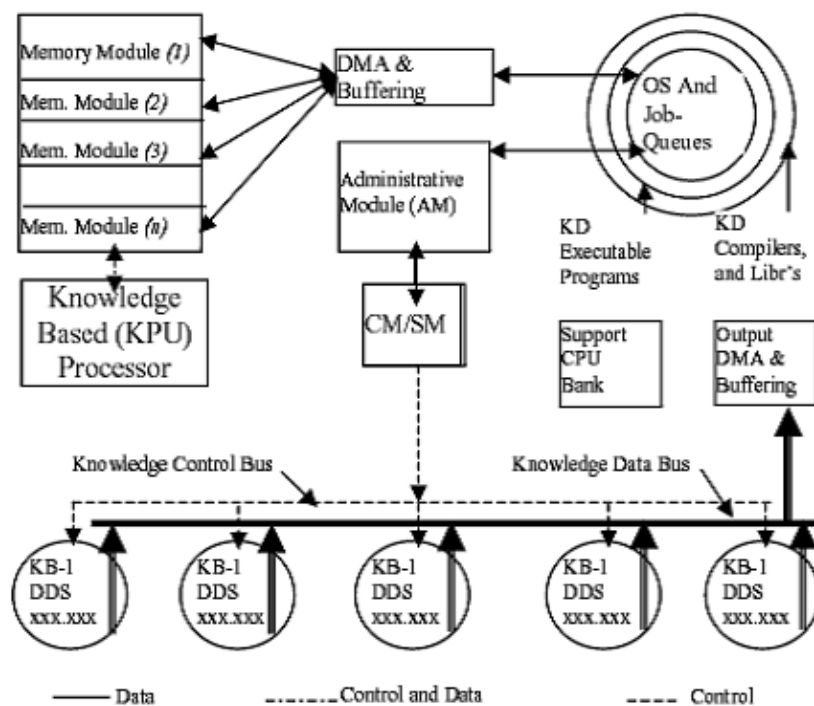 Memory Module (1)
Mem. Module (2)
Mem. Module (3)
Mem. Module (n)
Knowledge
Based (KPU)
Processor
DMA &
Buffering
Administrative
Module (AM)
CM/SM
OS And
Job-
Queues
KD
Executable
Programs
KD
Compilers,
and Libr's
Support
CPU
Bank
Output
DMA &
Buffering
Knowledge Control Bus
Knowledge Data Bus
KB-1
DDS
xxx.xxx
KB-1
DDS
xxx.xxx
KB-1
DDS
xxx.xxx
KB-1
DDS
xxx.xxx
KB-1
DDS
xxx.xxx
Data
Control and Data
Control